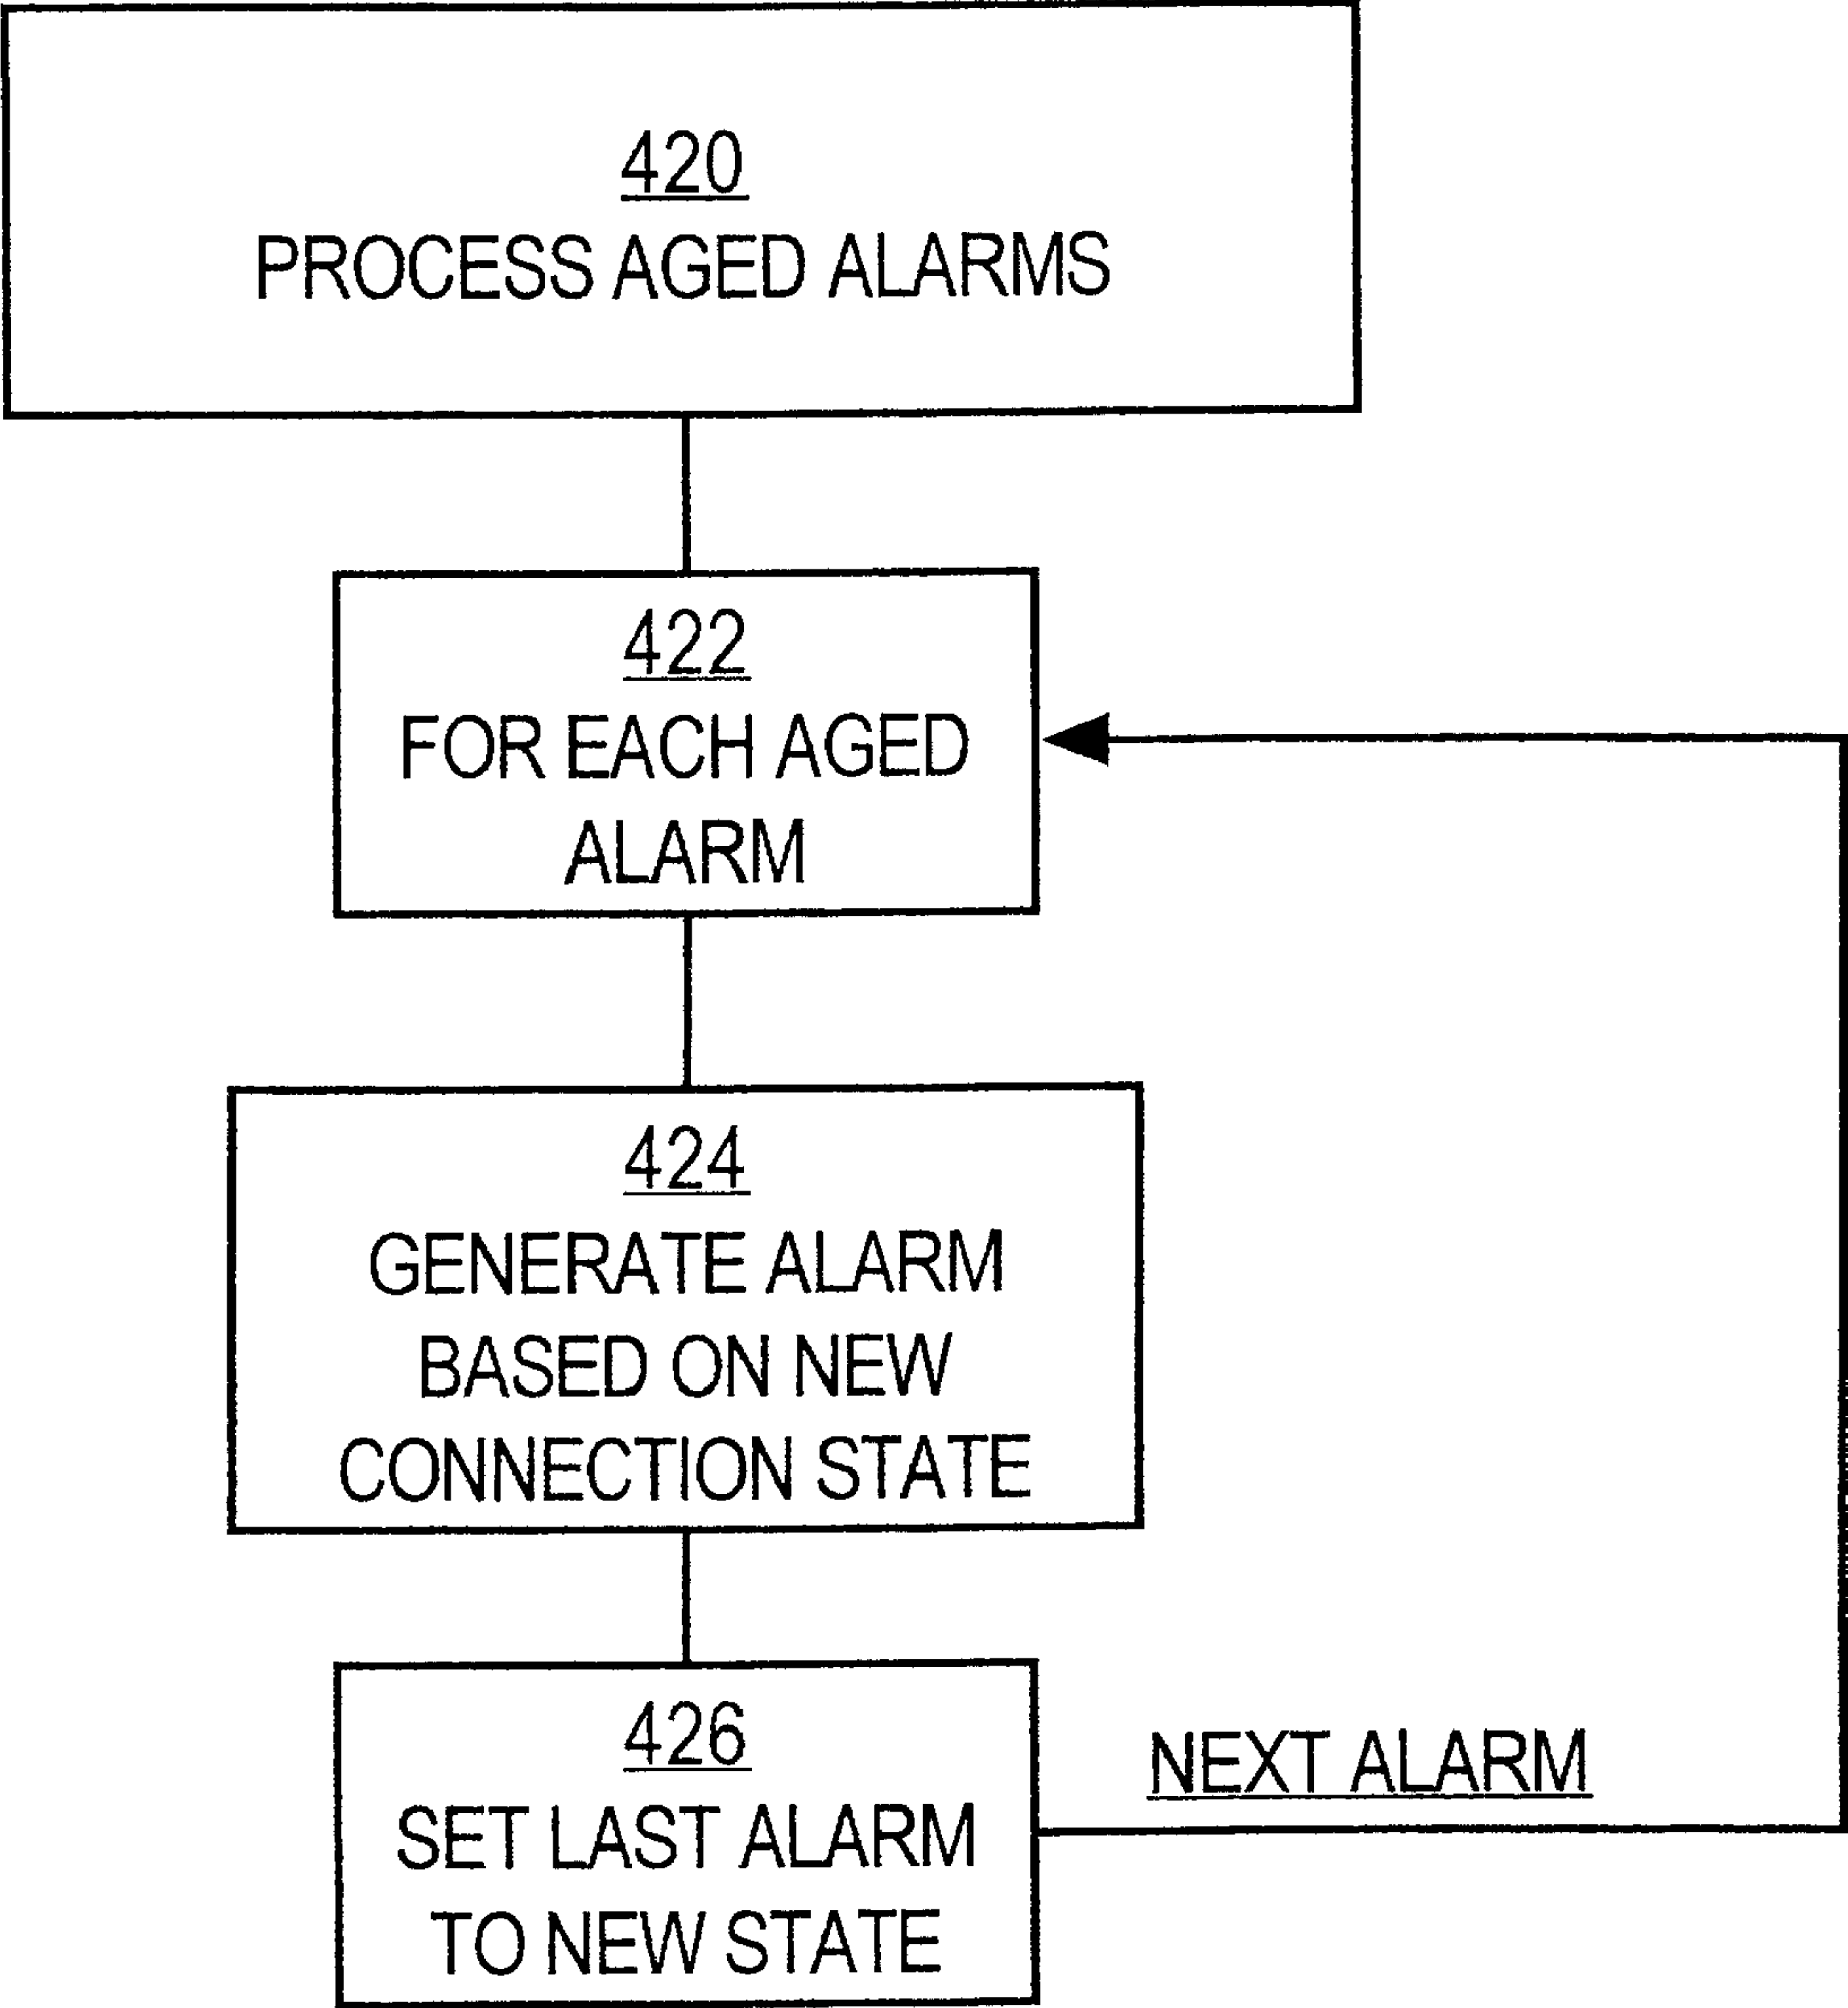 420
PROCESS AGED ALARMS
422
FOR EACH AGED
ALARM
424
GENERATE ALARM
BASED ON NEW
CONNECTION STATE
426
SET LAST ALARM
TO NEW STATE
NEXT ALARM